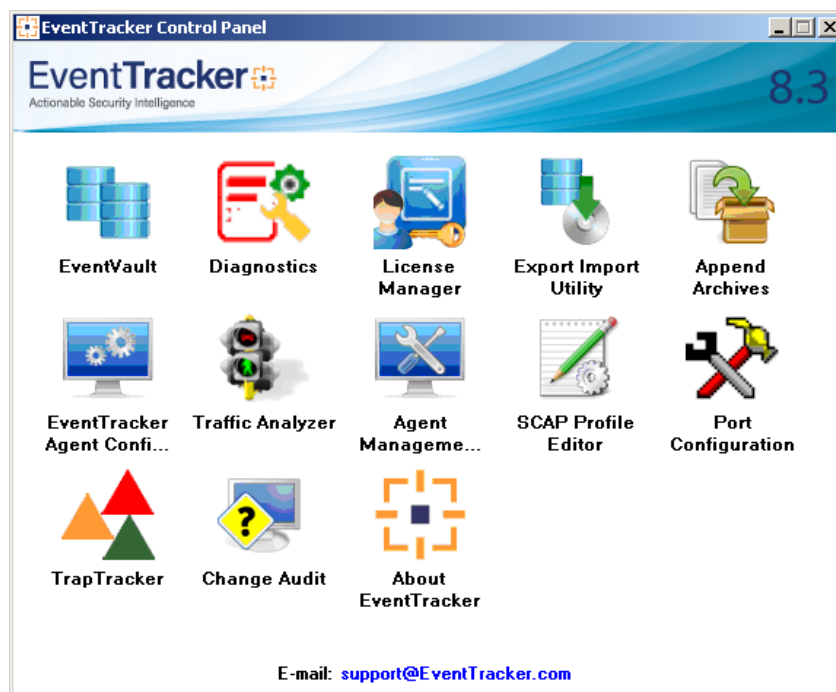 EventTracker Control Panel
EventTracker
Actionable Security Intelligence
8.3
EventVault
Diagnostics
License
Manager
Export Import
Utility
Append
Archives
EventTracker
Agent Confi...
Traffic Analyzer
Agent
Manageme...
SCAP Profile
Editor
Port
Configuration
TrapTracker
Change Audit
About
EventTracker
?
E-mail: support@EventTracker.com